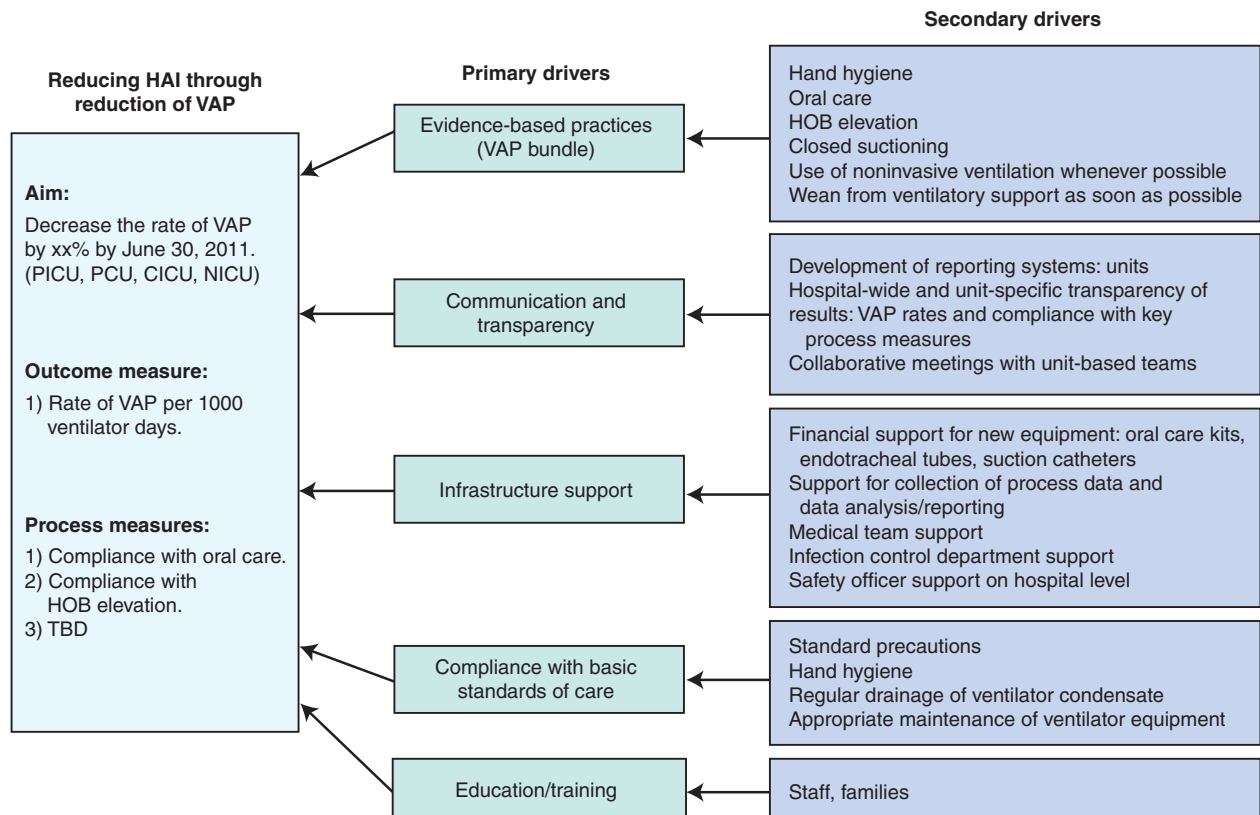 Reducing HAI through
reduction of VAP
Aim:
Decrease the rate of VAP
by xx% by June 30, 2011.
(PICU, PCU, CICU, NICU)
Outcome measure:
1) Rate of VAP per 1000
ventilator days.
Process measures:
1) Compliance with oral care.
2) Compliance with
HOB elevation.
3) TBD
Primary drivers
Evidence-based practices
(VAP bundle)
Communication and
transparency
Infrastructure support
Compliance with basic
standards of care
Education/training
Secondary drivers
Hand hygiene
Oral care
HOB elevation
Closed suctioning
Use of noninvasive ventilation whenever possible
Wean from ventilatory support as soon as possible
Development of reporting systems: units
Hospital-wide and unit-specific transparency of
results: VAP rates and compliance with key
process measures
Collaborative meetings with unit-based teams
Financial support for new equipment: oral care kits,
endotracheal tubes, suction catheters
Support for collection of process data and
data analysis/reporting
Medical team support
Infection control department support
Safety officer support on hospital level
Standard precautions
Hand hygiene
Regular drainage of ventilator condensate
Appropriate maintenance of ventilator equipment
Staff, families